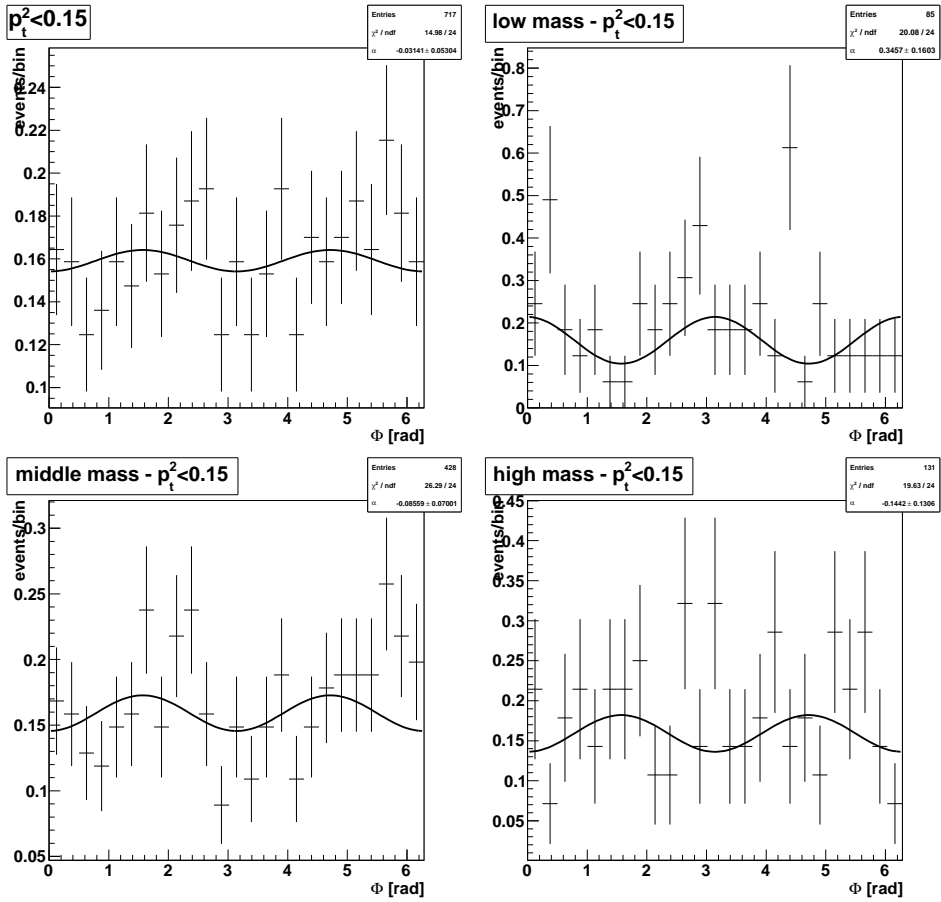 p_t^2<0.15
Entries 717
χ² / ndf 14.98 / 24
α -0.03141 ± 0.05304
events/bin
0.24
0.22
0.2
0.18
0.16
0.14
0.12
0.1
0 1 2 3 4 5 6
Φ [rad]
low mass - p_t^2<0.15
Entries 85
χ² / ndf 20.08 / 24
α 0.3457 ± 0.1603
events/bin
0.8
0.7
0.6
0.5
0.4
0.3
0.2
0.1
0
0 1 2 3 4 5 6
Φ [rad]
middle mass - p_t^2<0.15
Entries 428
χ² / ndf 26.29 / 24
α -0.08559 ± 0.07001
events/bin
0.3
0.25
0.2
0.15
0.1
0.05
0 1 2 3 4 5 6
Φ [rad]
high mass - p_t^2<0.15
Entries 131
χ² / ndf 19.63 / 24
α -0.1442 ± 0.1306
events/bin
0.45
0.4
0.35
0.3
0.25
0.2
0.15
0.1
0.05
0 1 2 3 4 5 6
Φ [rad]